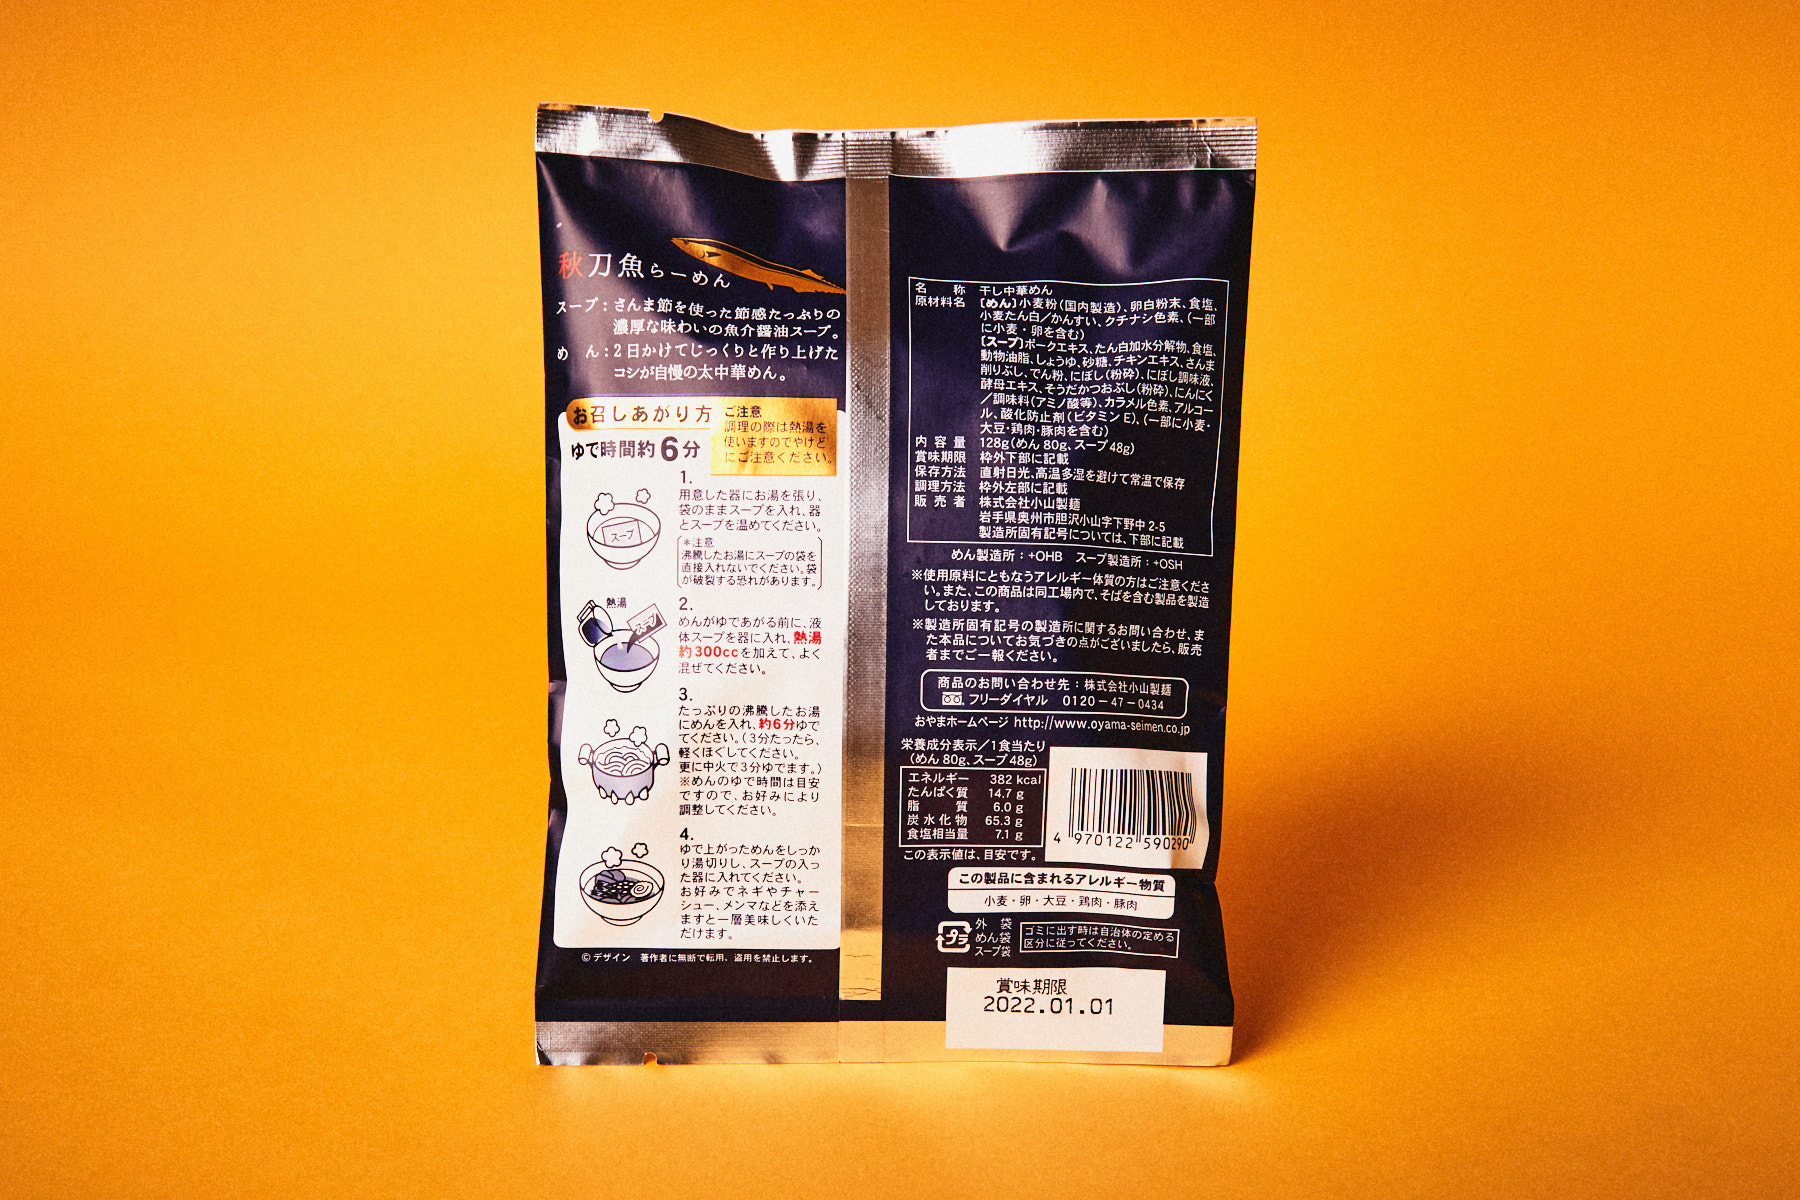 秋刀魚らーめん
スープ：さんま節を使った節感たっぷりの
濃厚な味わいの魚介醤油スープ。
めん：2日かけてじっくりと作り上げた
コシが自慢の太中華めん。
お召しあがり方
ゆで時間約6分
ご注意
調理の際は熱湯を
使いますのでやけど
にご注意ください。
1.
用意した器にお湯を張り、
袋のままスープを入れ、器
とスープを温めてください。
＊注意
沸騰したお湯にスープの袋を
直接入れないでください。袋
が破裂する恐れがあります。
スープ
2.
めんがゆであがる前に、液
体スープを器に入れ、熱湯
約300ccを加えて、よく
混ぜてください。
熱湯
スープ
3.
たっぷりの沸騰したお湯
にめんを入れ、約6分ゆで
てください。(3分たったら、
軽くほぐしてください。
更に中火で3分ゆでます。)
※めんのゆで時間は目安
ですので、お好みにより
調整してください。
4.
ゆで上がっためんをしっか
り湯切りし、スープの入っ
た器に入れてください。
お好みでネギやチャー
シュー、メンマなどを添え
ますと一層美味しくいた
だけます。
©デザイン 著作者に無断で転用、盗用を禁止します。
名称 干し中華めん
原材料名 〔めん〕小麦粉(国内製造)、卵白粉末、食塩、
小麦たん白／かんすい、クチナシ色素、(一部
に小麦・卵を含む)
〔スープ〕ポークエキス、たん白加水分解物、食塩、
動物油脂、しょうゆ、砂糖、チキンエキス、さんま
削りぶし、でん粉、にぼし(粉砕)、にぼし調味液、
酵母エキス、そうだかつおぶし(粉砕)、にんにく
／調味料(アミノ酸等)、カラメル色素、アルコー
ル、酸化防止剤(ビタミンE)、(一部に小麦・
大豆・鶏肉・豚肉を含む)
内容量 128g(めん 80g、スープ 48g)
賞味期限 枠外下部に記載
保存方法 直射日光、高温多湿を避けて常温で保存
調理方法 枠外左部に記載
販売者 株式会社小山製麺
岩手県奥州市胆沢小山字下野中 2-5
製造所固有記号については、下部に記載
めん製造所：+OHB スープ製造所：+OSH
※使用原料にともなうアレルギー体質の方はご注意くださ
い。また、この商品は同工場内で、そばを含む製品を製造
しております。
※製造所固有記号の製造所に関するお問い合わせ、ま
た本品についてお気づきの点がございましたら、販売
者までご一報ください。
商品のお問い合わせ先：株式会社小山製麺
フリーダイヤル 0120-47-0434
おやまホームページ http://www.oyama-seimen.co.jp
栄養成分表示／1食当たり
(めん 80g、スープ 48g)
エネルギー 382 kcal
たんぱく質 14.7 g
脂質 6.0 g
炭水化物 65.3 g
食塩相当量 7.1 g
この表示値は、目安です。
4 970122 590290
この製品に含まれるアレルギー物質
小麦・卵・大豆・鶏肉・豚肉
プラ
外袋
めん袋
スープ袋
ゴミに出す時は自治体の定める
区分に従ってください。
賞味期限
2022.01.01